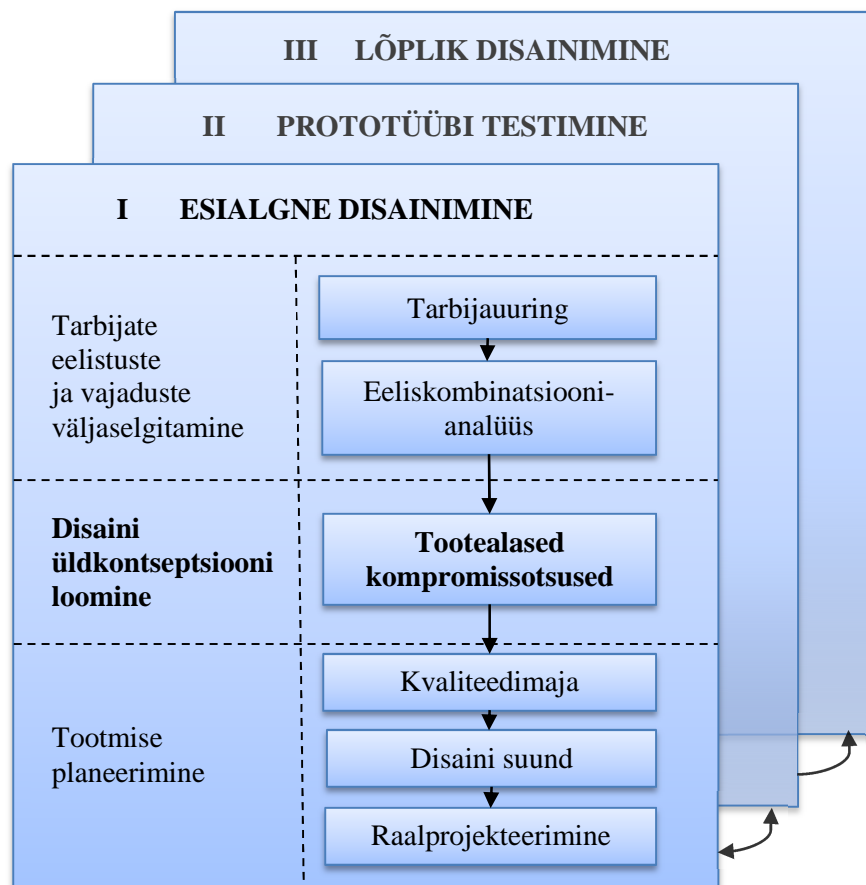 III LÕPLIK DISAINIMINE
II PROTOTÜÜBI TESTIMINE
I ESIALGNE DISAINIMINE
Tarbijate
eelistuste
ja vajaduste
väljaselgitamine
Tarbijauuring
Eeliskombinatsiooni-
analüüs
Disaini
üldkontseptsiooni
loomine
Tootealased
kompromissotsused
Tootmise
planeerimine
Kvaliteedimaja
Disaini suund
Raalprojekteerimine